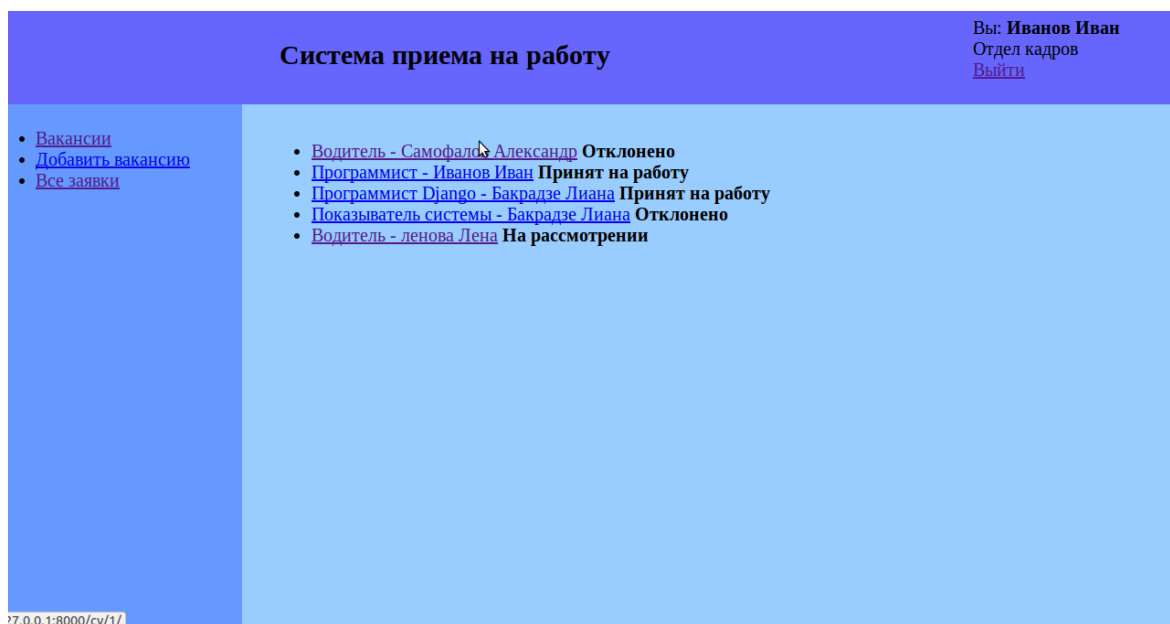 Система приема на работу
Вы: Иванов Иван
Отдел кадров
Выйти
Вакансии
Добавить вакансию
Все заявки
Водитель - Самофалов Александр Отклонено
Программист - Иванов Иван Принят на работу
Программист Django - Бакрадзе Лиана Принят на работу
Показыватель системы - Бакрадзе Лиана Отклонено
Водитель - ленова Лена На рассмотрении
27.0.0.1:8000/cv/1/